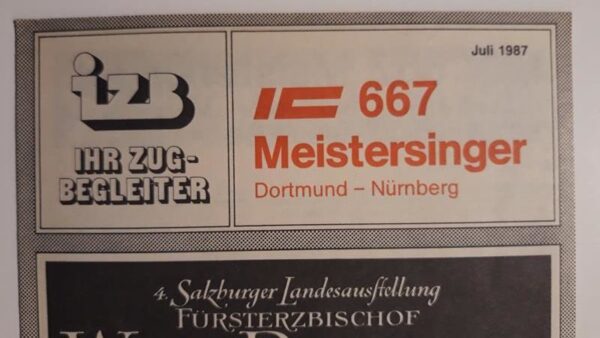 izb
IHR ZUG-
BEGLEITER
Juli 1987
IC 667
Meistersinger
Dortmund – Nürnberg
4. Salzburger Landesausstellung
FÜRSTERZBISCHOF